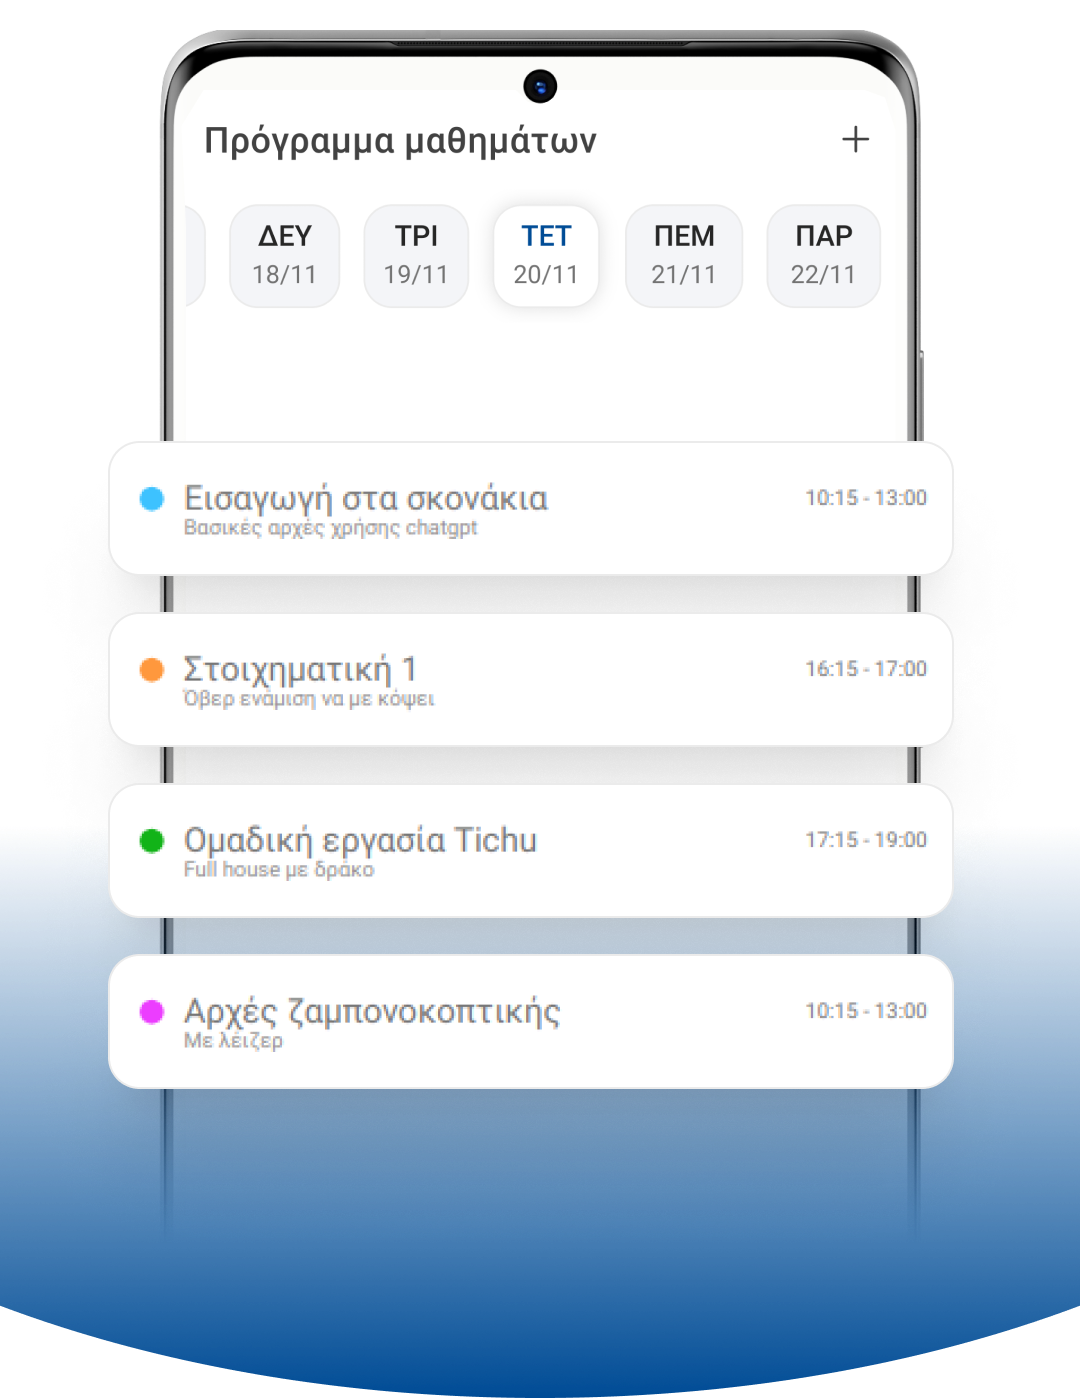 Πρόγραμμα μαθημάτων +
ΔΕΥ ΤΡΙ ΤΕΤ ΠΕΜ ΠΑΡ
18/11 19/11 20/11 21/11 22/11
Εισαγωγή στα σκονάκια 10:15 - 13:00
Βασικές αρχές χρήσης chatgpt
Στοιχηματική 1 16:15 - 17:00
Όβερ ενάμιση να με κόψει
Ομαδική εργασία Tichu 17:15 - 19:00
Full house με δράκο
Αρχές ζαμπονοκοπτικής 10:15 - 13:00
Με λέιζερ